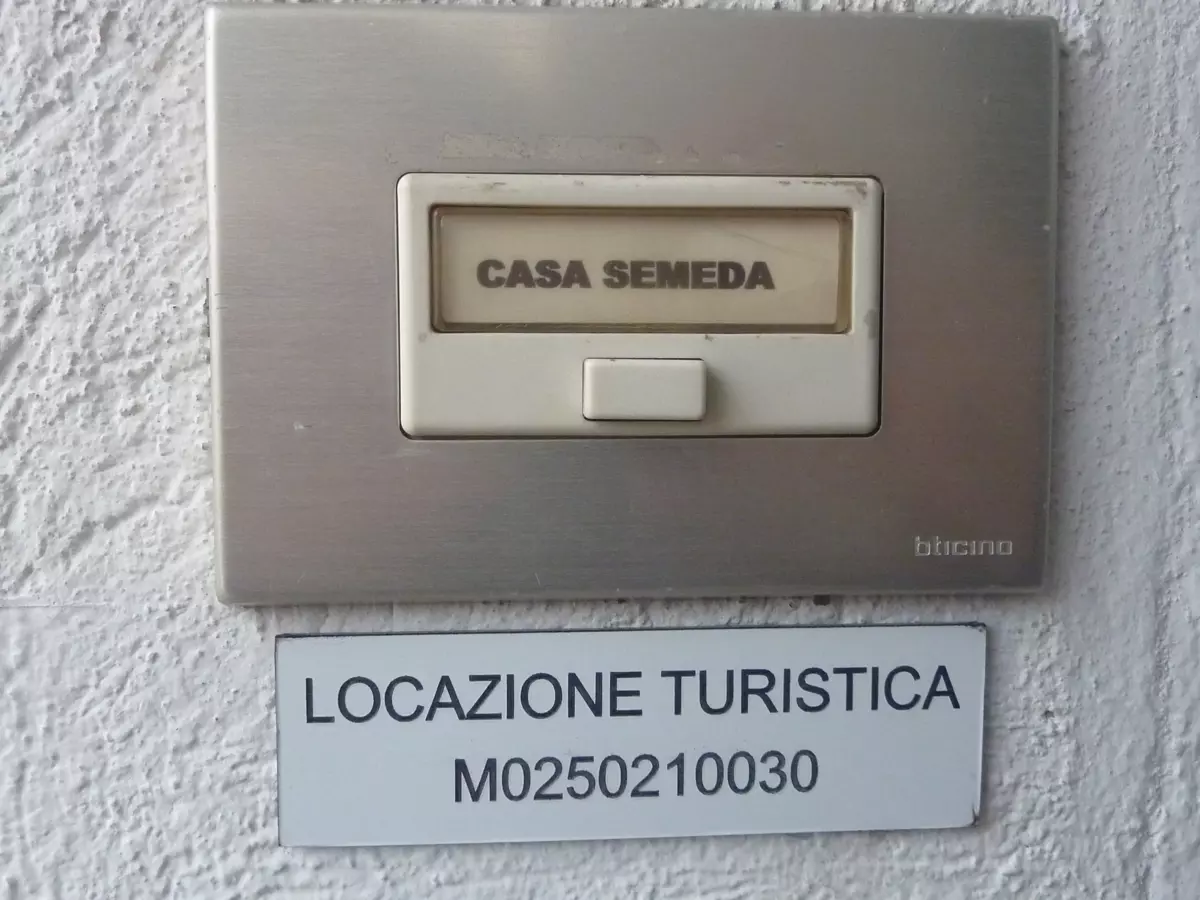 CASA SEMEDA
bticino
LOCAZIONE TURISTICA
M0250210030